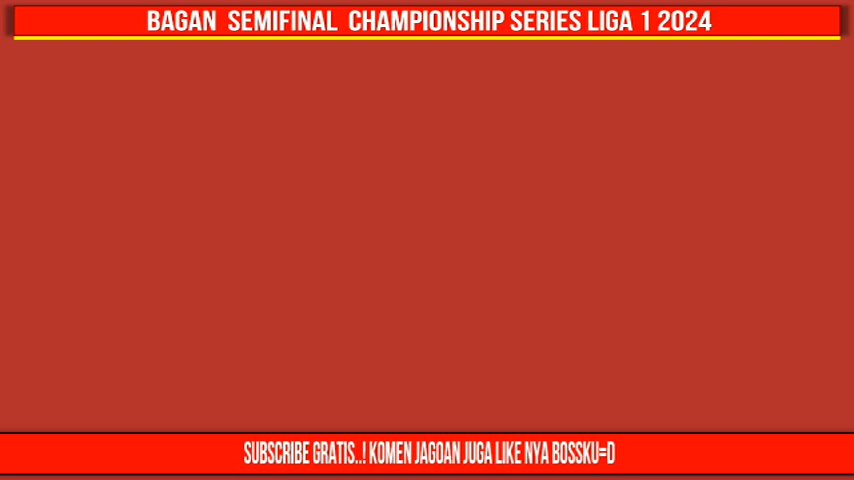 BAGAN SEMIFINAL CHAMPIONSHIP SERIES LIGA 1 2024
SUBSCRIBE GRATIS..! KOMEN JAGOAN JUGA LIKE NYA BOSSKU=D